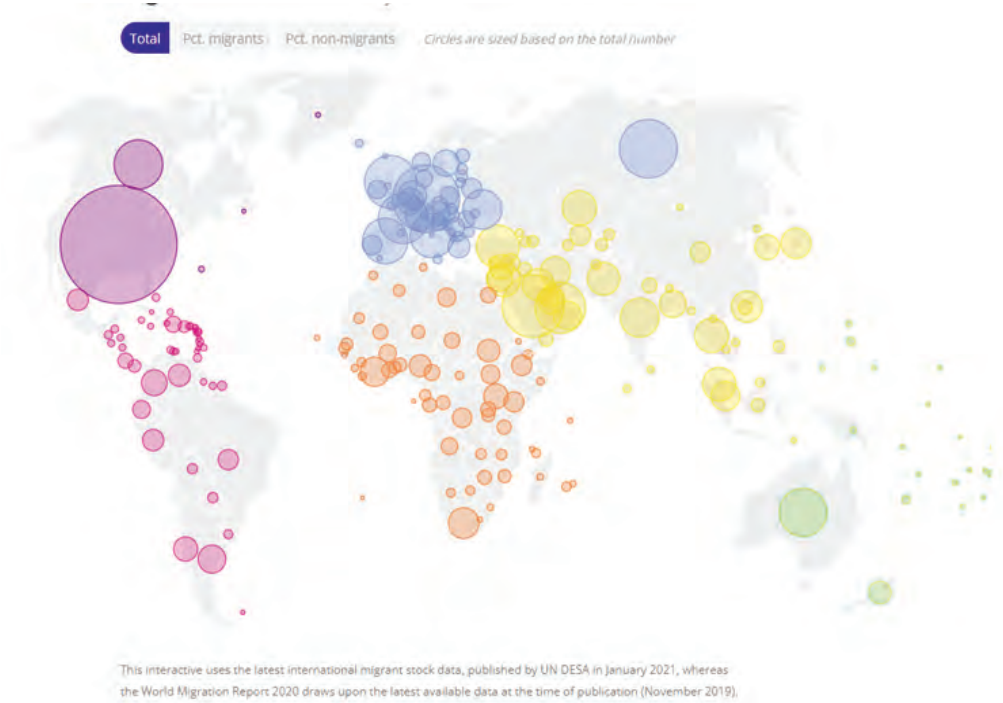 Total Pct. migrants Pct. non-migrants Circles are sized based on the total number
This interactive uses the latest international migrant stock data, published by UN DESA in January 2021, whereas
the World Migration Report 2020 draws upon the latest available data at the time of publication (November 2019).